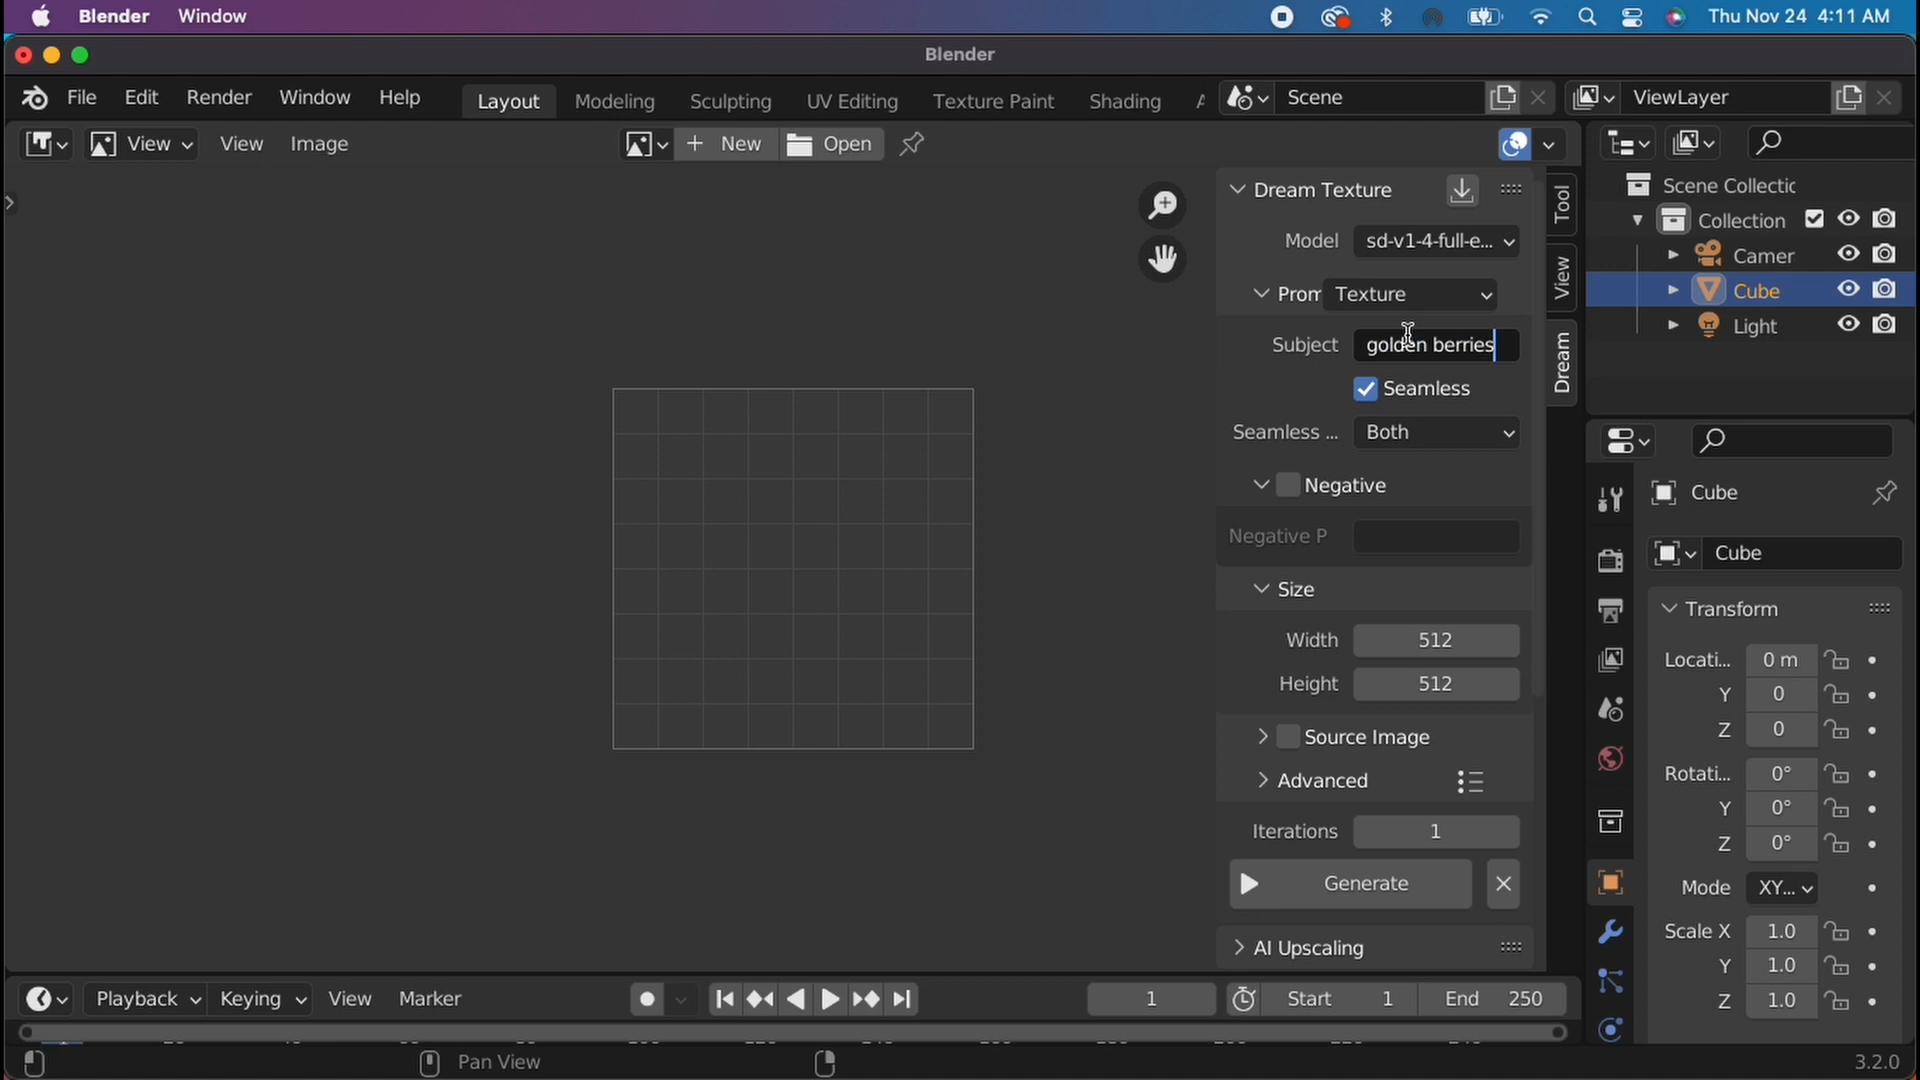 Blender Window Thu Nov 24 4:11 AM
Blender
File Edit Render Window Help Layout Modeling Sculpting UV Editing Texture Paint Shading Scene ViewLayer
View View Image + New Open
Scene Collectic
Collection
Camer
Cube
Light
Tool
View
Dream
Dream Texture
Model sd-v1-4-full-e...
Prom Texture
Subject golden berries
Seamless
Seamless ... Both
Negative
Negative P
Size
Width 512
Height 512
Source Image
Advanced
Iterations 1
Generate
AI Upscaling
Cube
Cube
Transform
Locati... 0 m
Y 0
Z 0
Rotati... 0°
Y 0°
Z 0°
Mode XY...
Scale X 1.0
Y 1.0
Z 1.0
Playback Keying View Marker 1 Start 1 End 250
Pan View 3.2.0